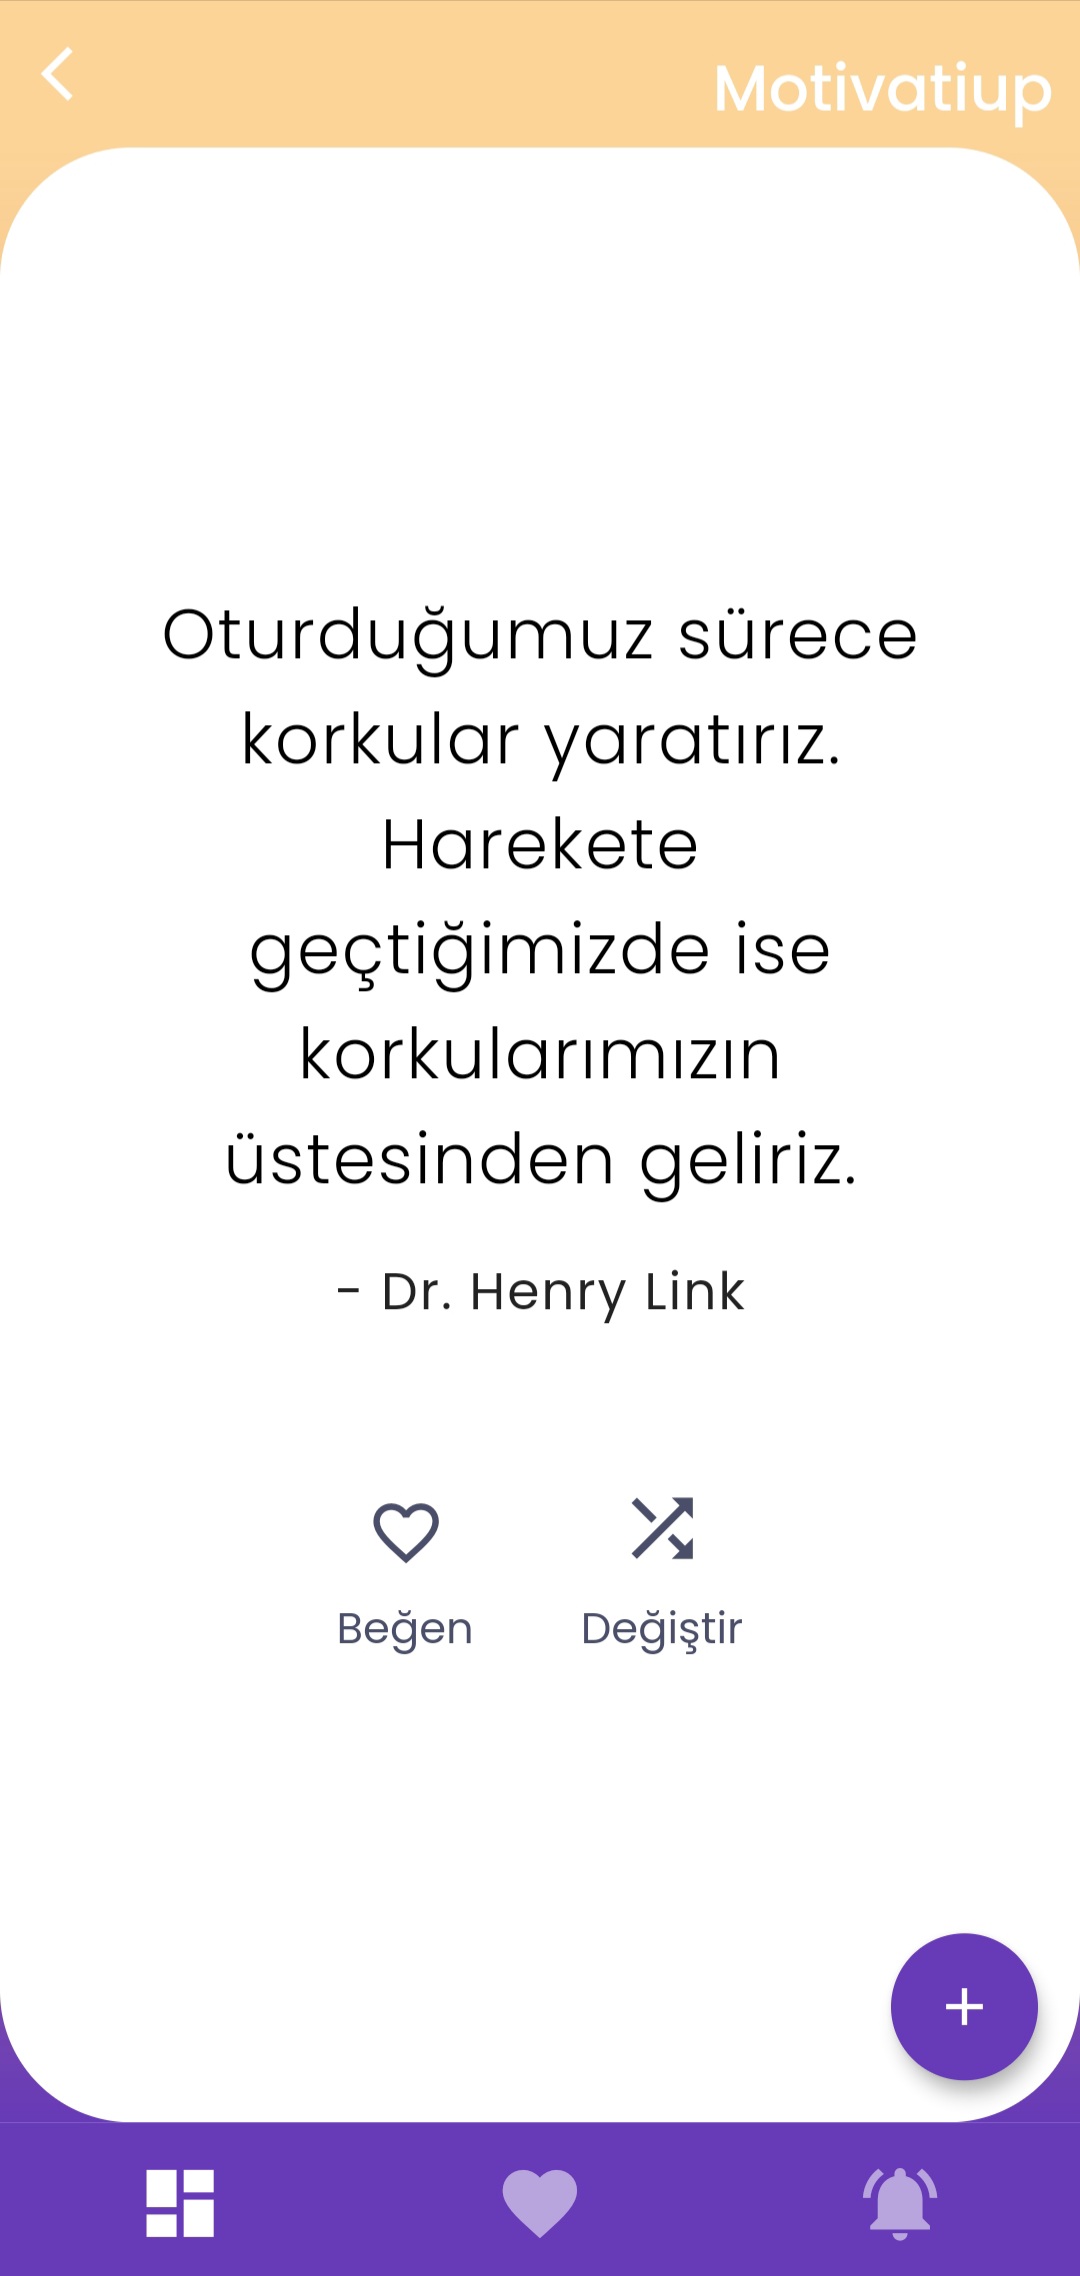 Motivatiup
Oturduğumuz sürece
korkular yaratırız.
Harekete
geçtiğimizde ise
korkularımızın
üstesinden geliriz.
- Dr. Henry Link
Beğen
Değiştir